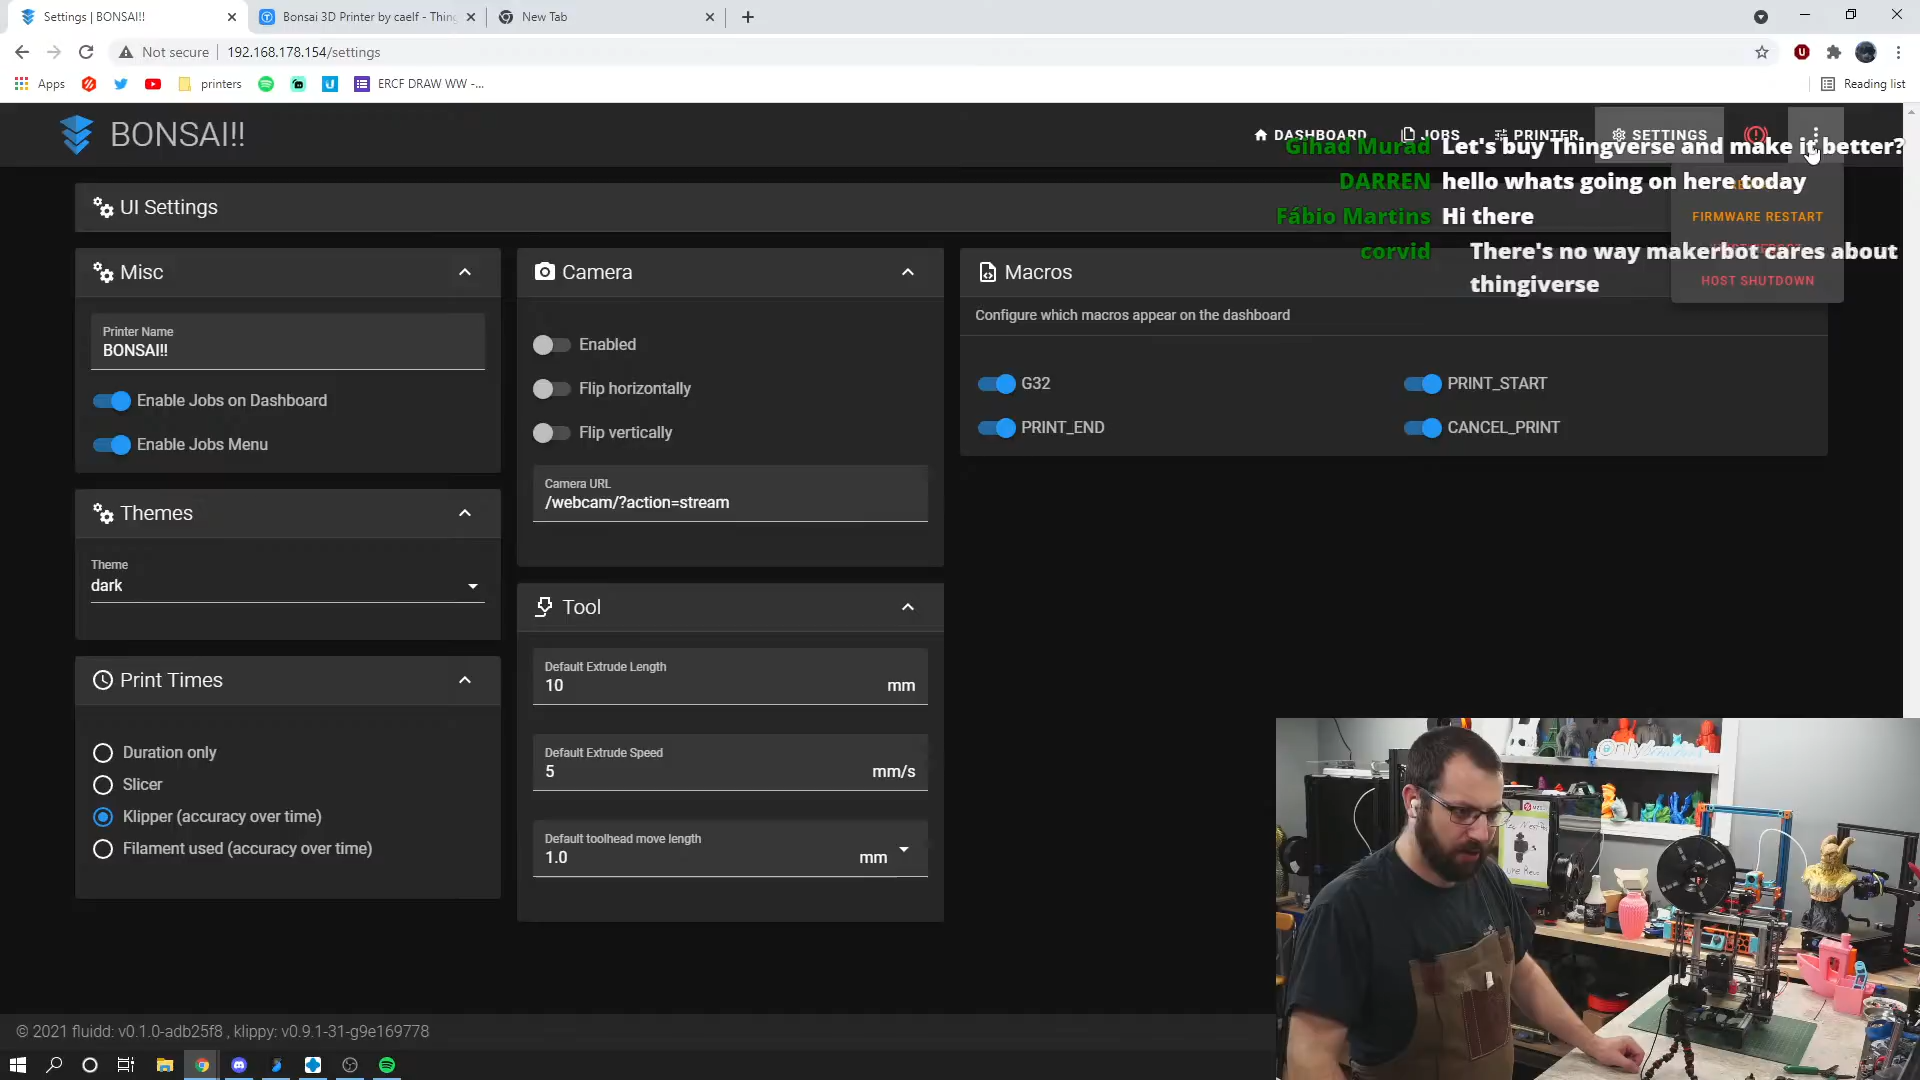 Settings | BONSAI!!
Bonsai 3D Printer by caelf - Thing
New Tab
Not secure
192.168.178.154/settings
Apps
printers
ERCF DRAW WW -...
Reading list
BONSAI!!
DASHBOARD
JOBS
PRINTER
SETTINGS
Gihad Murad Let's buy Thingverse and make it better?
DARREN hello whats going on here today
Fábio Martins Hi there
corvid There's no way makerbot cares about
thingiverse
FIRMWARE RESTART
HOST SHUTDOWN
UI Settings
Misc
Printer Name
BONSAI!!
Enable Jobs on Dashboard
Enable Jobs Menu
Themes
Theme
dark
Print Times
Duration only
Slicer
Klipper (accuracy over time)
Filament used (accuracy over time)
Camera
Enabled
Flip horizontally
Flip vertically
Camera URL
/webcam/?action=stream
Tool
Default Extrude Length
10 mm
Default Extrude Speed
5 mm/s
Default toolhead move length
1.0 mm
Macros
Configure which macros appear on the dashboard
G32
PRINT_START
PRINT_END
CANCEL_PRINT
© 2021 fluidd: v0.1.0-adb25f8 , klippy: v0.9.1-31-g9e169778